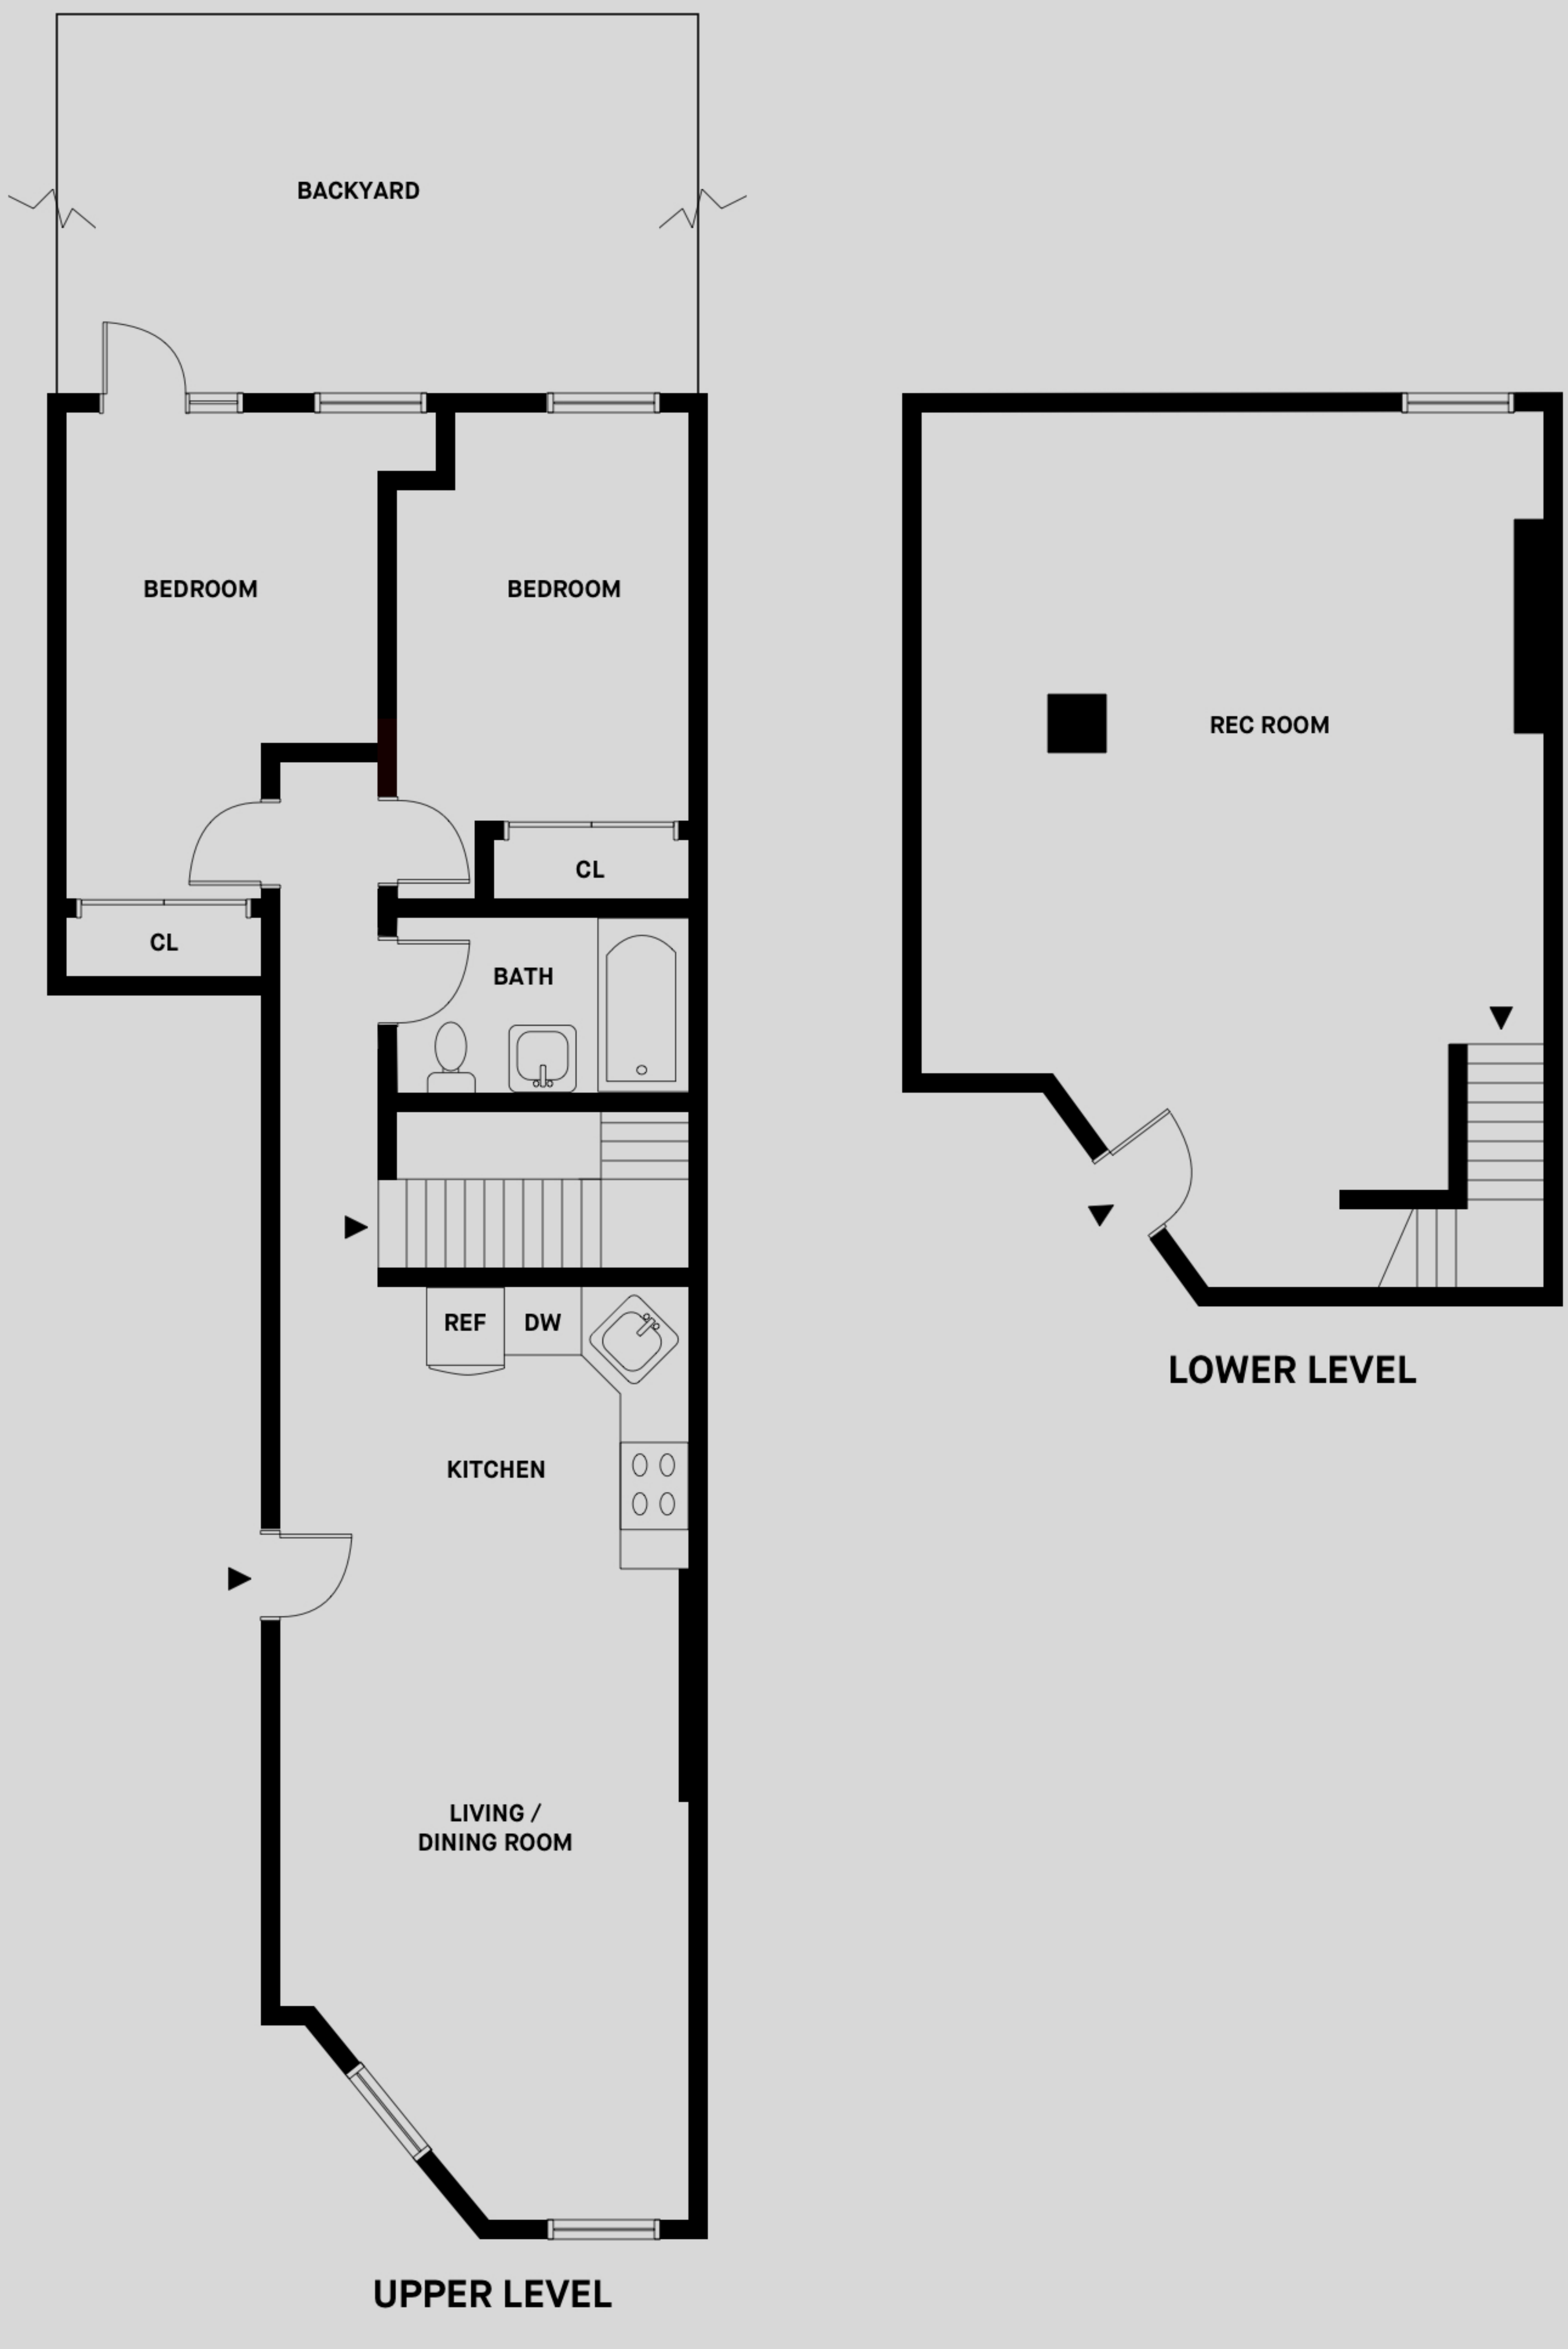 BACKYARD
BEDROOM
BEDROOM
CL
CL
BATH
REF
DW
KITCHEN
LIVING /
DINING ROOM
UPPER LEVEL
REC ROOM
LOWER LEVEL